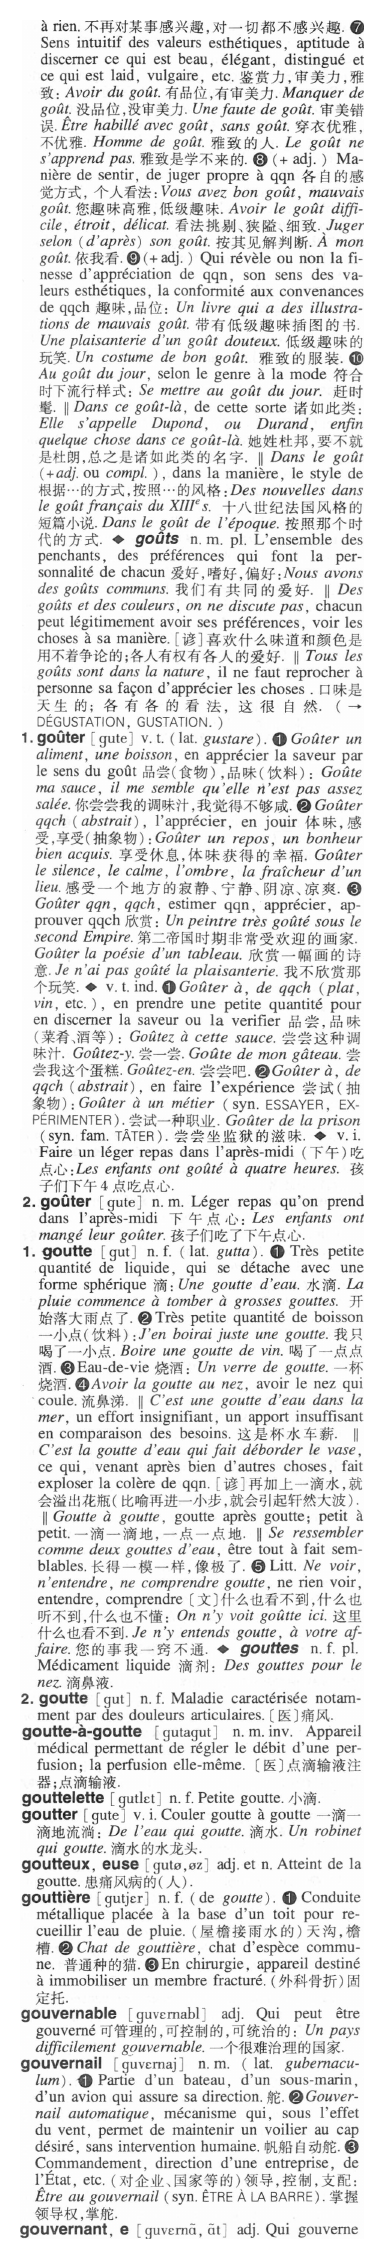 à rien. 不再对某事感兴趣,对一切都不感兴趣. ❼
Sens intuitif des valeurs esthétiques, aptitude à
discerner ce qui est beau, élégant, distingué et
ce qui est laid, vulgaire, etc. 鉴赏力,审美力,雅
致: Avoir du goût. 有品位,有审美力. Manquer de
goût. 没品位,没审美力. Une faute de goût. 审美错
误. Être habillé avec goût, sans goût. 穿衣优雅,
不优雅. Homme de goût. 雅致的人. Le goût ne
s'apprend pas. 雅致是学不来的. ❽ (+ adj. ) Ma-
nière de sentir, de juger propre à qqn 各自的感
觉方式, 个人看法: Vous avez bon goût, mauvais
goût. 您趣味高雅,低级趣味. Avoir le goût diffi-
cile, étroit, délicat. 看法挑剔、狭隘、细致. Juger
selon (d'après) son goût. 按其见解判断. À mon
goût. 依我看. ❾ (+ adj. ) Qui révèle ou non la fi-
nesse d'appréciation de qqn, son sens des va-
leurs esthétiques, la conformité aux convenances
de qqch 趣味,品位: Un livre qui a des illustra-
tions de mauvais goût. 带有低级趣味插图的书.
Une plaisanterie d'un goût douteux. 低级趣味的
玩笑. Un costume de bon goût. 雅致的服装. ❿
Au goût du jour, selon le genre à la mode 符合
时下流行样式: Se mettre au goût du jour. 赶时
髦. ‖ Dans ce goût-là, de cette sorte 诸如此类:
Elle s'appelle Dupond, ou Durand, enfin
quelque chose dans ce goût-là. 她姓杜邦,要不就
是杜朗,总之是诸如此类的名字. ‖ Dans le goût
(+ adj. ou compl. ), dans la manière, le style de
根据…的方式,按照…的风格: Des nouvelles dans
le goût français du XIIIe s. 十八世纪法国风格的
短篇小说. Dans le goût de l'époque. 按照那个时
代的方式. ◆ goûts n. m. pl. L'ensemble des
penchants, des préférences qui font la per-
sonnalité de chacun 爱好,嗜好,偏好: Nous avons
des goûts communs. 我们有共同的爱好. ‖ Des
goûts et des couleurs, on ne discute pas, chacun
peut légitimement avoir ses préférences, voir les
choses à sa manière. [谚]喜欢什么味道和颜色是
用不着争论的;各人有权有各人的爱好. ‖ Tous les
goûts sont dans la nature, il ne faut reprocher à
personne sa façon d'apprécier les choses . 口味是
天生的; 各有各的看法, 这很自然. (→
DÉGUSTATION, GUSTATION. )
1. goûter [gute] v. t. ( lat. gustare). ❶ Goûter un
aliment, une boisson, en apprécier la saveur par
le sens du goût 品尝(食物),品味(饮料): Goûte
ma sauce, il me semble qu'elle n'est pas assez
salée. 你尝尝我的调味汁,我觉得不够咸. ❷ Goûter
qqch (abstrait), l'apprécier, en jouir 体味,感
受,享受(抽象物): Goûter un repos, un bonheur
bien acquis. 享受休息,体味获得的幸福. Goûter
le silence, le calme, l'ombre, la fraîcheur d'un
lieu. 感受一个地方的寂静、宁静、阴凉、凉爽. ❸
Goûter qqn, qqch, estimer qqn, apprécier, ap-
prouver qqch 欣赏: Un peintre très goûté sous le
second Empire. 第二帝国时期非常受欢迎的画家.
Goûter la poésie d'un tableau. 欣赏一幅画的诗
意. Je n'ai pas goûté la plaisanterie. 我不欣赏那
个玩笑. ◆ v. t. ind. ❶ Goûter à, de qqch (plat,
vin, etc. ), en prendre une petite quantité pour
en discerner la saveur ou la verifier 品尝,品味
(菜肴、酒等): Goûtez à cette sauce. 尝尝这种调
味汁. Goûtez-y. 尝一尝. Goûte de mon gâteau. 尝
尝我这个蛋糕. Goûtez-en. 尝尝吧. ❷ Goûter à, de
qqch (abstrait), en faire l'expérience 尝试(抽
象物): Goûter à un métier (syn. ESSAYER, EX-
PÉRIMENTER). 尝试一种职业. Goûter de la prison
(syn. fam. TÂTER). 尝尝坐监狱的滋味. ◆ v. i.
Faire un léger repas dans l'après-midi (下午)吃
点心: Les enfants ont goûté à quatre heures. 孩
子们下午4点吃点心.
2. goûter [gute] n. m. Léger repas qu'on prend
dans l'après-midi 下午点心: Les enfants ont
mangé leur goûter. 孩子们吃了下午点心.
1. goutte [gut] n. f. ( lat. gutta). ❶ Très petite
quantité de liquide, qui se détache avec une
forme sphérique 滴: Une goutte d'eau. 水滴. La
pluie commence à tomber à grosses gouttes. 开
始落大雨点了. ❷ Très petite quantité de boisson
一小点(饮料): J'en boirai juste une goutte. 我只
喝了一小点. Boire une goutte de vin. 喝了一点点
酒. ❸ Eau-de-vie 烧酒: Un verre de goutte. 一杯
烧酒. ❹ Avoir la goutte au nez, avoir le nez qui
coule. 流鼻涕. ‖ C'est une goutte d'eau dans la
mer, un effort insignifiant, un apport insuffisant
en comparaison des besoins. 这是杯水车薪. ‖
C'est la goutte d'eau qui fait déborder le vase,
ce qui, venant après bien d'autres choses, fait
exploser la colère de qqn. [谚]再加上一滴水,就
会溢出花瓶(比喻再进一小步,就会引起轩然大波).
‖ Goutte à goutte, goutte après goutte; petit à
petit. 一滴一滴地,一点一点地. ‖ Se ressembler
comme deux gouttes d'eau, être tout à fait sem-
blables. 长得一模一样,像极了. ❺ Litt. Ne voir,
n'entendre, ne comprendre goutte, ne rien voir,
entendre, comprendre [文]什么也看不到,什么也
听不到,什么也不懂: On n'y voit goûtte ici. 这里
什么也看不到. Je n'y entends goutte, à votre af-
faire. 您的事我一窍不通. ◆ gouttes n. f. pl.
Médicament liquide 滴剂: Des gouttes pour le
nez. 滴鼻液.
2. goutte [gut] n. f. Maladie caractérisée notam-
ment par des douleurs articulaires. [医]痛风.
goutte-à-goutte [gutagut] n. m. inv. Appareil
médical permettant de régler le débit d'une per-
fusion; la perfusion elle-même. [医]点滴输液注
器;点滴输液.
gouttelette [gutlɛt] n. f. Petite goutte. 小滴.
goutter [gute] v. i. Couler goutte à goutte 一滴一
滴地流淌: De l'eau qui goutte. 滴水. Un robinet
qui goutte. 滴水的水龙头.
goutteux, euse [gutø,øz] adj. et n. Atteint de la
goutte. 患痛风病的(人).
gouttière [gutjɛr] n. f. ( de goutte). ❶ Conduite
métallique placée à la base d'un toit pour re-
cueillir l'eau de pluie. (屋檐接雨水的)天沟,檐
槽. ❷ Chat de gouttière, chat d'espèce commu-
ne. 普通种的猫. ❸ En chirurgie, appareil destiné
à immobiliser un membre fracturé. (外科骨折)固
定托.
gouvernable [guvɛrnabl] adj. Qui peut être
gouverné 可管理的,可控制的,可统治的: Un pays
difficilement gouvernable. 一个很难治理的国家.
gouvernail [guvɛrnaj] n. m. ( lat. gubernacu-
lum). ❶ Partie d'un bateau, d'un sous-marin,
d'un avion qui assure sa direction. 舵. ❷ Gouver-
nail automatique, mécanisme qui, sous l'effet
du vent, permet de maintenir un voilier au cap
désiré, sans intervention humaine. 帆船自动舵. ❸
Commandement, direction d'une entreprise, de
l'État, etc. (对企业、国家等的)领导,控制,支配:
Être au gouvernail (syn. ÊTRE À LA BARRE). 掌握
领导权,掌舵.
gouvernant, e [guvɛrnɑ̃, ɑ̃t] adj. Qui gouverne